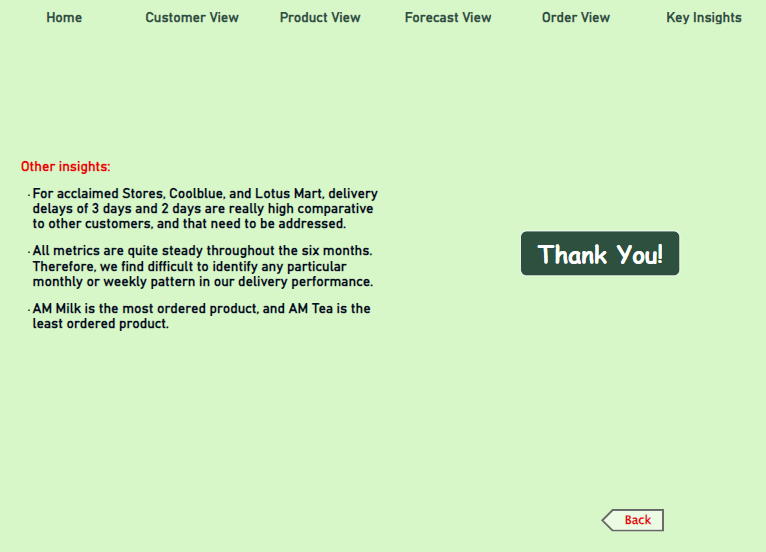 Home Customer View Product View Forecast View Order View Key Insights
Other insights:
· For acclaimed Stores, Coolblue, and Lotus Mart, delivery
delays of 3 days and 2 days are really high comparative
to other customers, and that need to be addressed.
· All metrics are quite steady throughout the six months.
Therefore, we find difficult to identify any particular
monthly or weekly pattern in our delivery performance.
· AM Milk is the most ordered product, and AM Tea is the
least ordered product.
Thank You!
Back